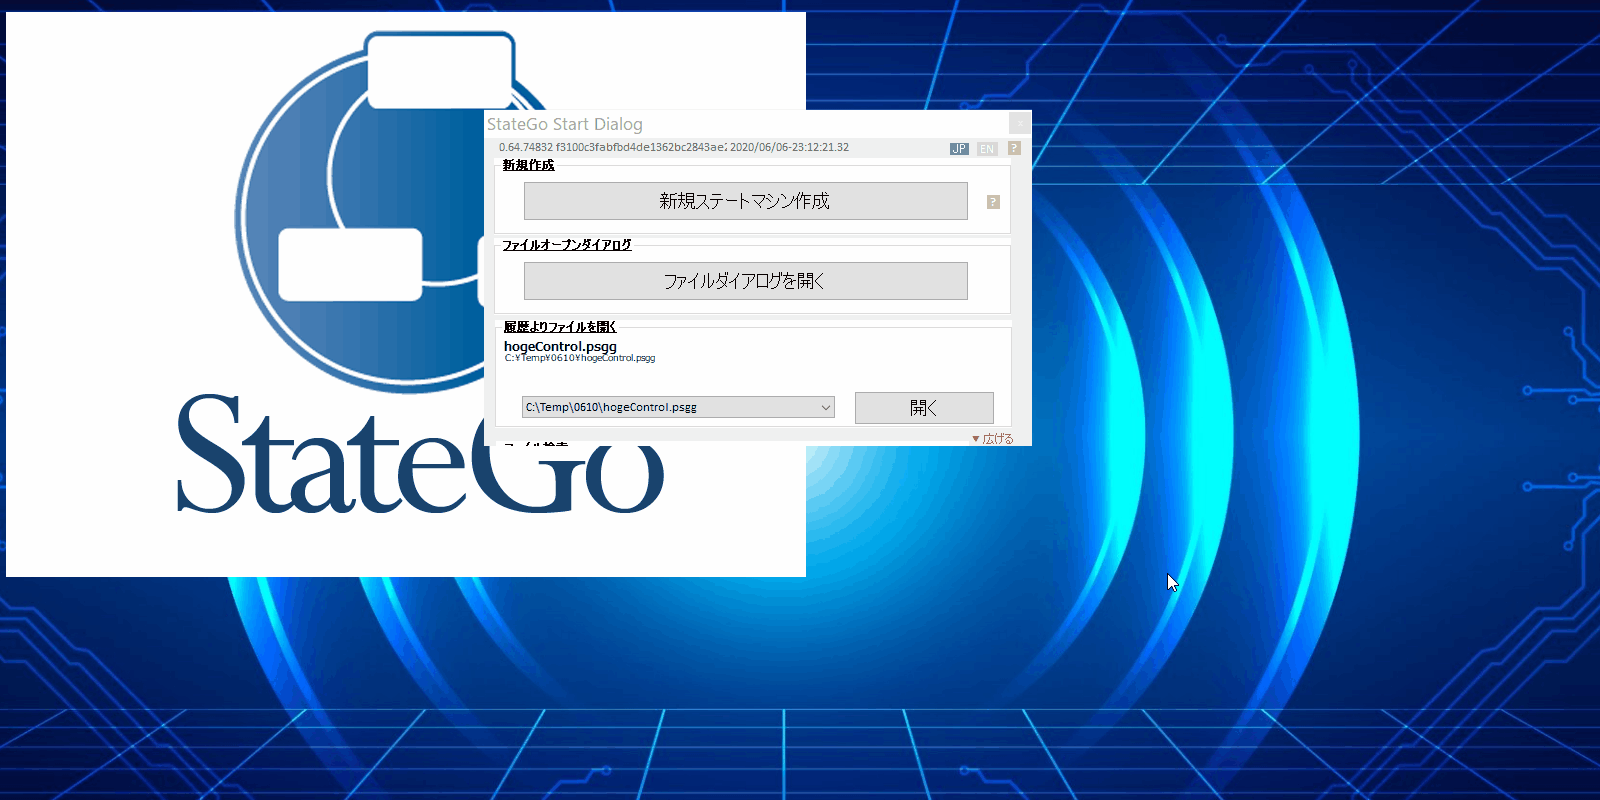 StateGo Start Dialog
0.64.74832 f3100c3fabfbd4de1362bc2843ae2 2020/06/06-23:12:21.32 JP EN ?
新規作成
新規ステートマシン作成 ?
ファイルオープンダイアログ
ファイルダイアログを開く
履歴よりファイルを開く
hogeControl.psgg
C:¥Temp¥0610¥hogeControl.psgg
C:\Temp\0610\hogeControl.psgg 開く
▼広げる
StateGo